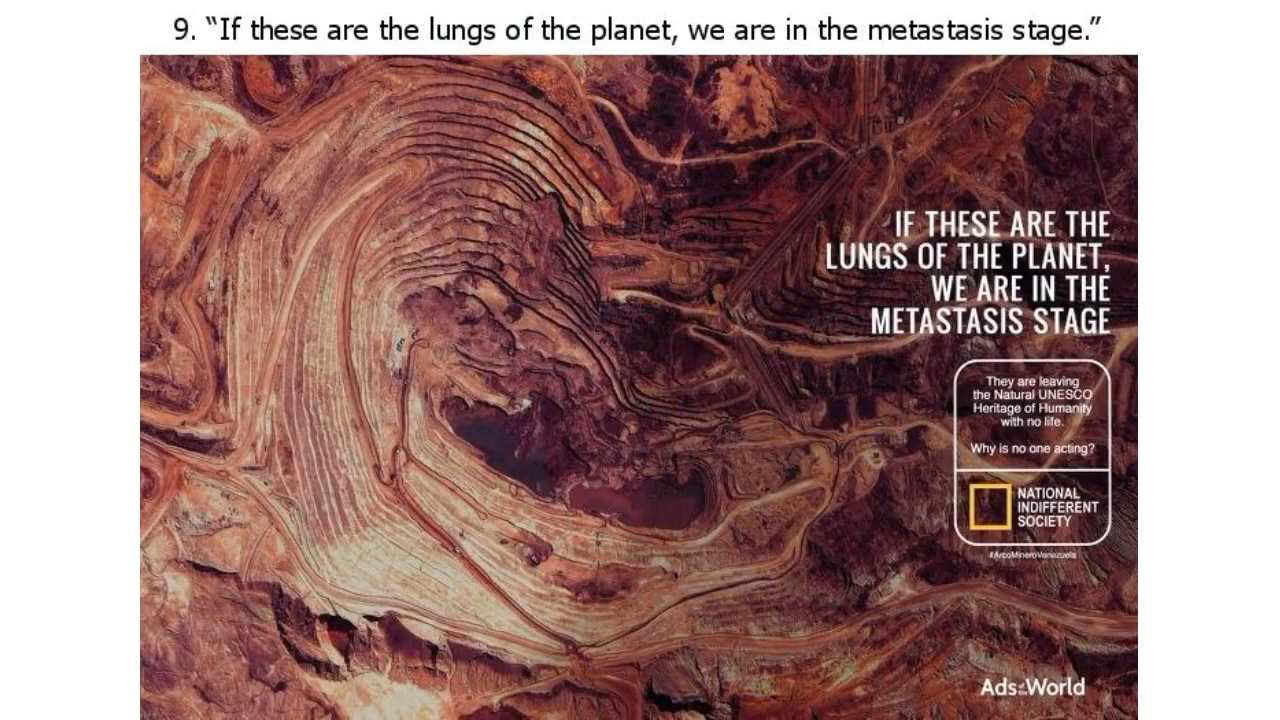 9. “If these are the lungs of the planet, we are in the metastasis stage.”
IF THESE ARE THE
LUNGS OF THE PLANET,
WE ARE IN THE
METASTASIS STAGE
They are leaving
the Natural UNESCO
Heritage of Humanity
with no life.
Why is no one acting?
NATIONAL
INDIFFERENT
SOCIETY
#ArcoMineroVenezuela
Ads of the World